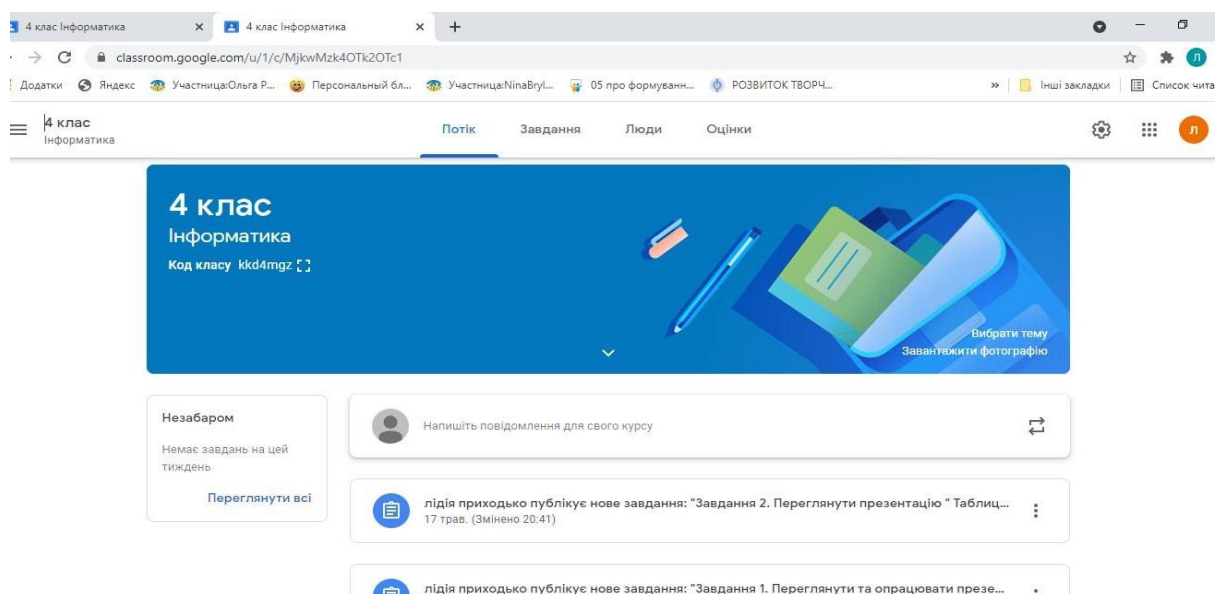 4 клас Інформатика
4 клас Інформатика
classroom.google.com/u/1/c/MjkwMzk4OTk2OTc1
Л
Додатки Яндекс Участница:Ольга Р... Персональный бл... Участница:NinaBryl... 05 про формуванн... РОЗВИТОК ТВОРЧ... » Інші закладки Список чита
4 клас
Інформатика
Потік Завдання Люди Оцінки
Л
4 клас
Інформатика
Код класу kkd4mgz
Вибрати тему
Завантажити фотографію
Незабаром
Немає завдань на цей
тиждень
Переглянути всі
Напишіть повідомлення для свого курсу
лідія приходько публікує нове завдання: "Завдання 2. Переглянути презентацію " Таблиц...
17 трав. (Змінено 20:41)
лідія приходько публікує нове завдання: "Завдання 1. Переглянути та опрацювати презе...